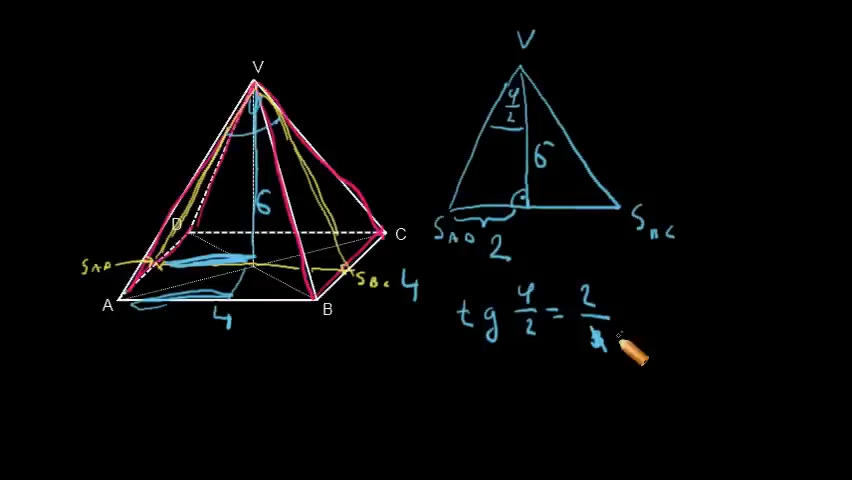 V
D
C
A
B
6
S_AD
S_BC
4
4
V
φ/2
6
S_AD
2
S_BC
tg φ/2 = 2/